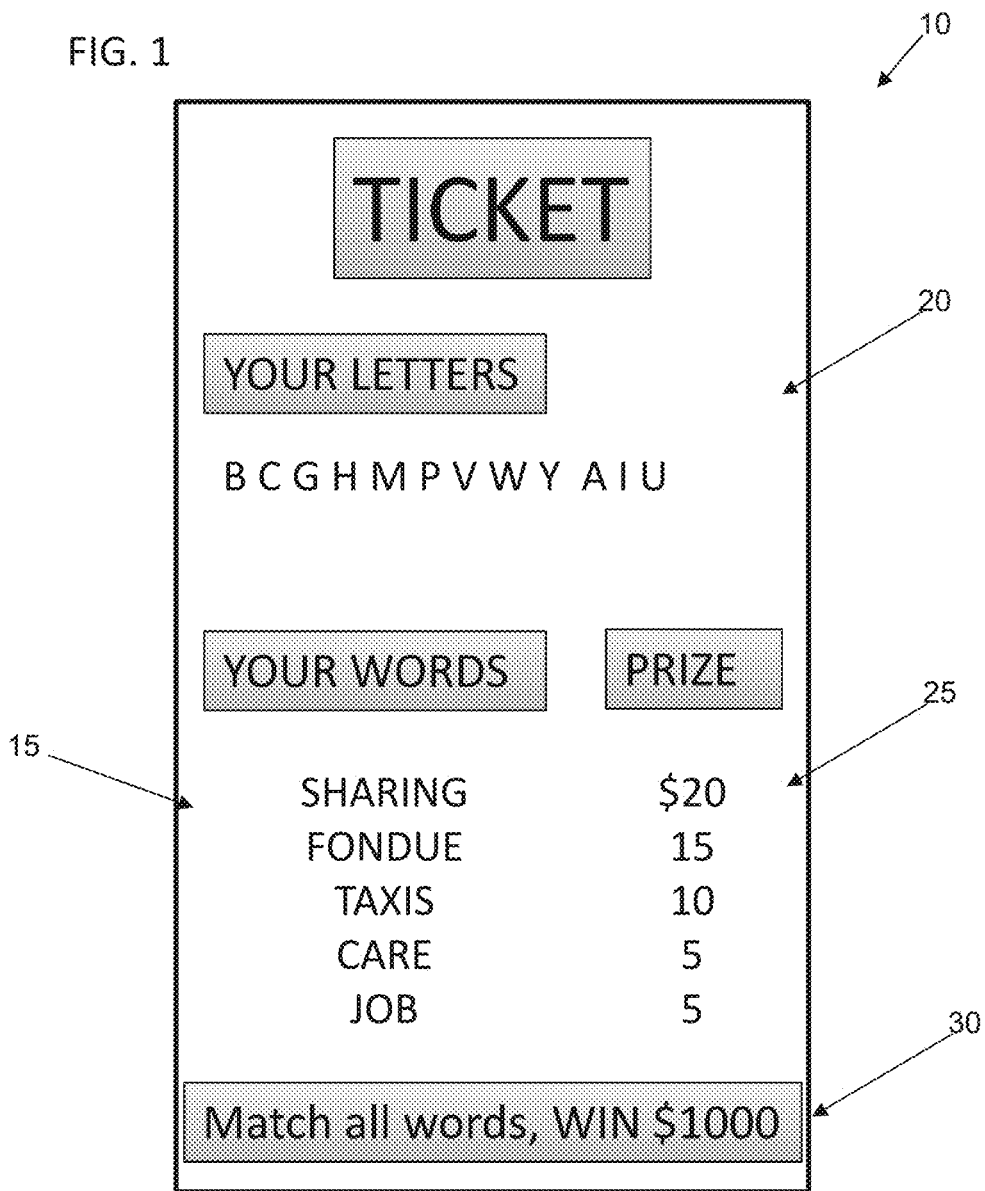 FIG. 1
10
TICKET
20
YOUR LETTERS
B C G H M P V W Y A I U
YOUR WORDS PRIZE
25
15
SHARING $20
FONDUE 15
TAXIS 10
CARE 5
JOB 5
30
Match all words, WIN $1000